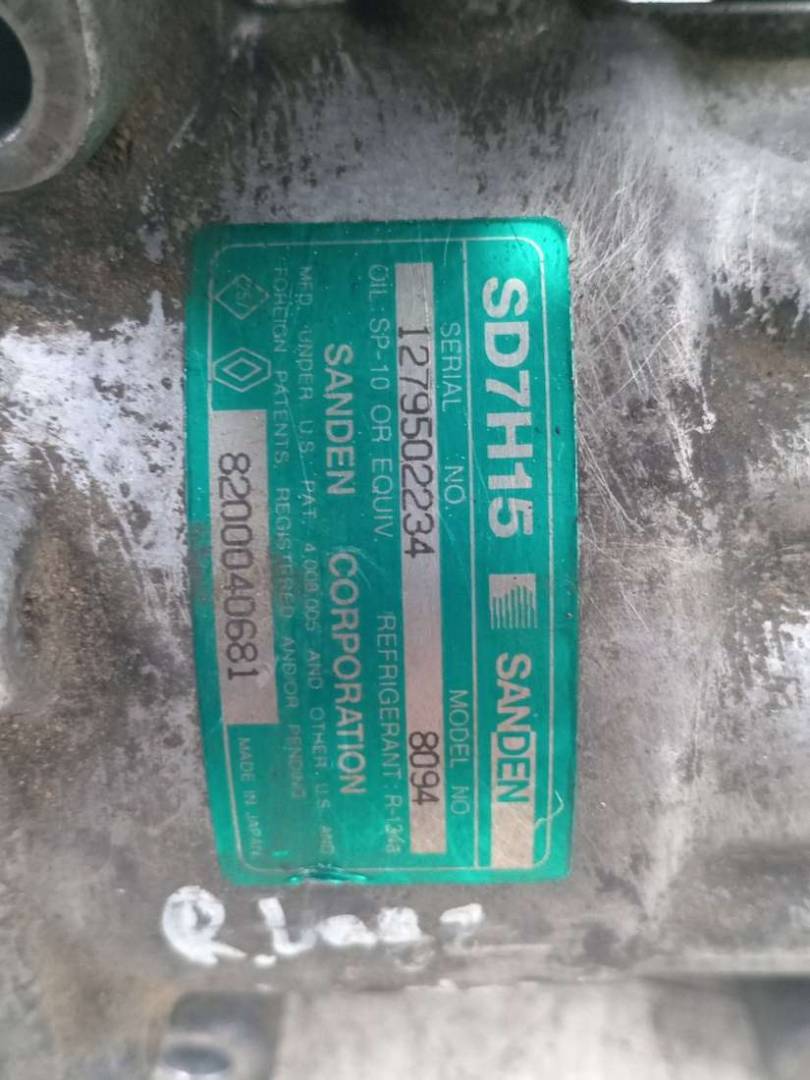 SD7H15 SANDEN
SERIAL NO. MODEL NO
12795022234 8094
OIL: SP-10 OR EQUIV. REFRIGERANT: R-134a
SANDEN CORPORATION
MFD. UNDER U.S. PAT. 4,008,005 AND OTHER U.S. AND
FOREIGN PATENTS, REGISTERED AND/OR PENDING
8200040681 MADE IN JAPAN